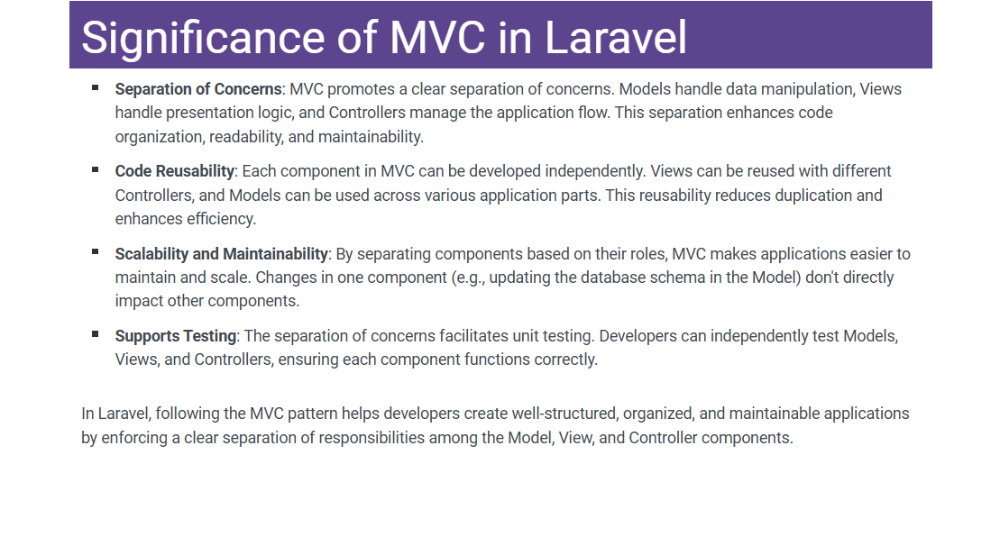 Significance of MVC in Laravel
Separation of Concerns: MVC promotes a clear separation of concerns. Models handle data manipulation, Views
handle presentation logic, and Controllers manage the application flow. This separation enhances code
organization, readability, and maintainability.
Code Reusability: Each component in MVC can be developed independently. Views can be reused with different
Controllers, and Models can be used across various application parts. This reusability reduces duplication and
enhances efficiency.
Scalability and Maintainability: By separating components based on their roles, MVC makes applications easier to
maintain and scale. Changes in one component (e.g., updating the database schema in the Model) don't directly
impact other components.
Supports Testing: The separation of concerns facilitates unit testing. Developers can independently test Models,
Views, and Controllers, ensuring each component functions correctly.
In Laravel, following the MVC pattern helps developers create well-structured, organized, and maintainable applications
by enforcing a clear separation of responsibilities among the Model, View, and Controller components.